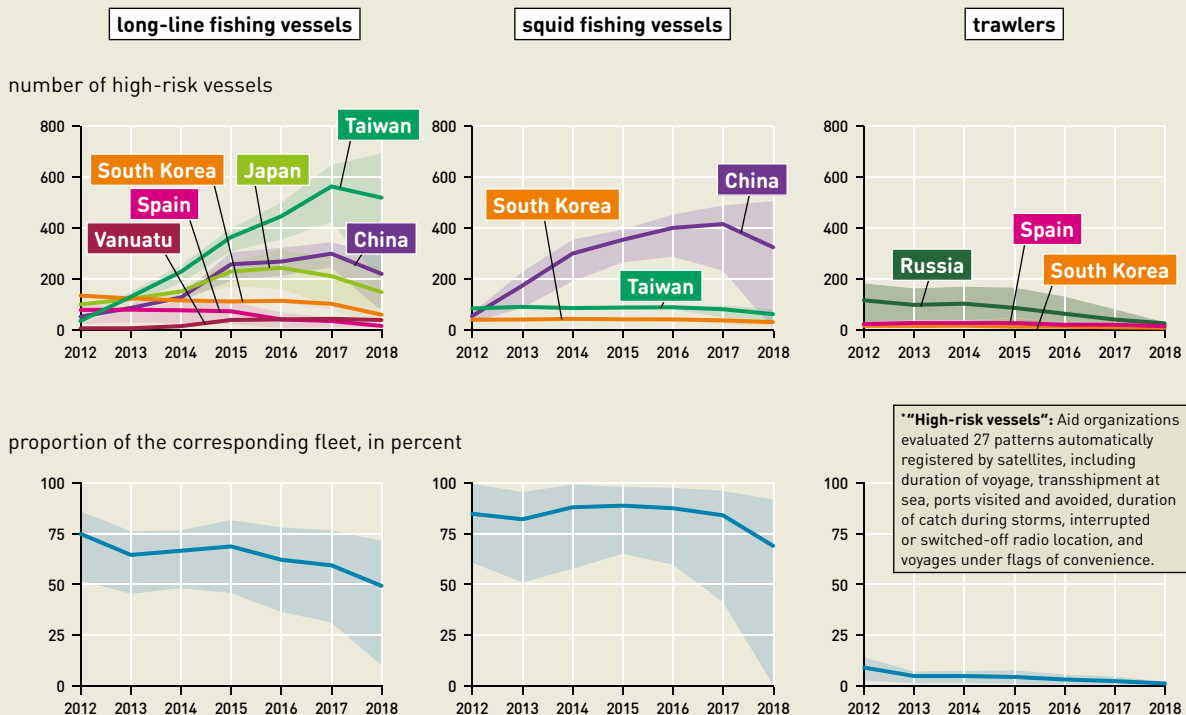 long-line fishing vessels
squid fishing vessels
trawlers
number of high-risk vessels
800
600
400
200
0
2012 2013 2014 2015 2016 2017 2018
Taiwan
South Korea
Japan
Spain
Vanuatu
China
800
600
400
200
0
2012 2013 2014 2015 2016 2017 2018
China
South Korea
Taiwan
800
600
400
200
0
2012 2013 2014 2015 2016 2017 2018
Spain
Russia
South Korea
*"High-risk vessels": Aid organizations
evaluated 27 patterns automatically
registered by satellites, including
duration of voyage, transshipment at
sea, ports visited and avoided, duration
of catch during storms, interrupted
or switched-off radio location, and
voyages under flags of convenience.
proportion of the corresponding fleet, in percent
100
75
50
25
0
2012 2013 2014 2015 2016 2017 2018
100
75
50
25
0
2012 2013 2014 2015 2016 2017 2018
100
75
50
25
0
2012 2013 2014 2015 2016 2017 2018